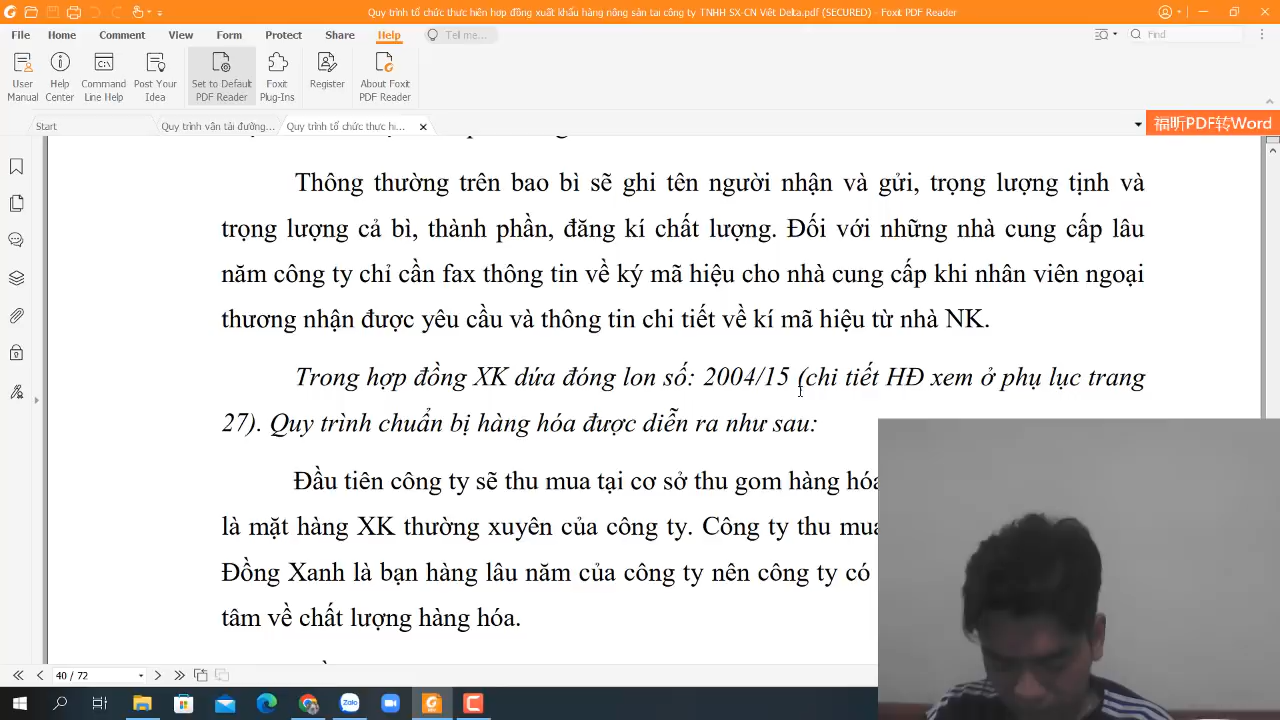 Quy trình tổ chức thực hiện hợp đồng xuất khẩu hàng nông sản tại công ty TNHH SX-CN Việt Delta.pdf (SECURED) - Foxit PDF Reader
File Home Comment View Form Protect Share Help Tell me... Find
User Manual
Help Center
Command Line Help
Post Your Idea
Set to Default PDF Reader
Foxit Plug-Ins
Register
About Foxit PDF Reader
Start Quy trình vận tải đường... Quy trình tổ chức thực hi... 福昕PDF转Word
Thông thường trên bao bì sẽ ghi tên người nhận và gửi, trọng lượng tịnh và
trọng lượng cả bì, thành phần, đăng kí chất lượng. Đối với những nhà cung cấp lâu
năm công ty chỉ cần fax thông tin về ký mã hiệu cho nhà cung cấp khi nhân viên ngoại
thương nhận được yêu cầu và thông tin chi tiết về kí mã hiệu từ nhà NK.
Trong hợp đồng XK dứa đóng lon số: 2004/15 (chi tiết HĐ xem ở phụ lục trang
27). Quy trình chuẩn bị hàng hóa được diễn ra như sau:
Đầu tiên công ty sẽ thu mua tại cơ sở thu gom hàng hóa
là mặt hàng XK thường xuyên của công ty. Công ty thu mua
Đồng Xanh là bạn hàng lâu năm của công ty nên công ty có
tâm về chất lượng hàng hóa.
40 / 72
Zalo